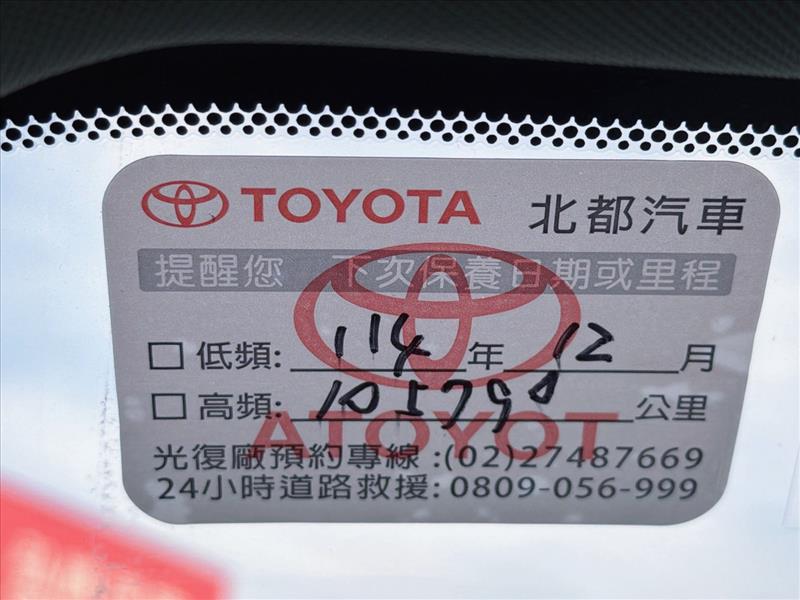 TOYOTA 北都汽車
提醒您 下次保養日期或里程
□ 低頻: 114 年 12 月
□ 高頻: 105790 公里
ATOYOT
光復廠預約專線:(02)27487669
24小時道路救援:0809-056-999